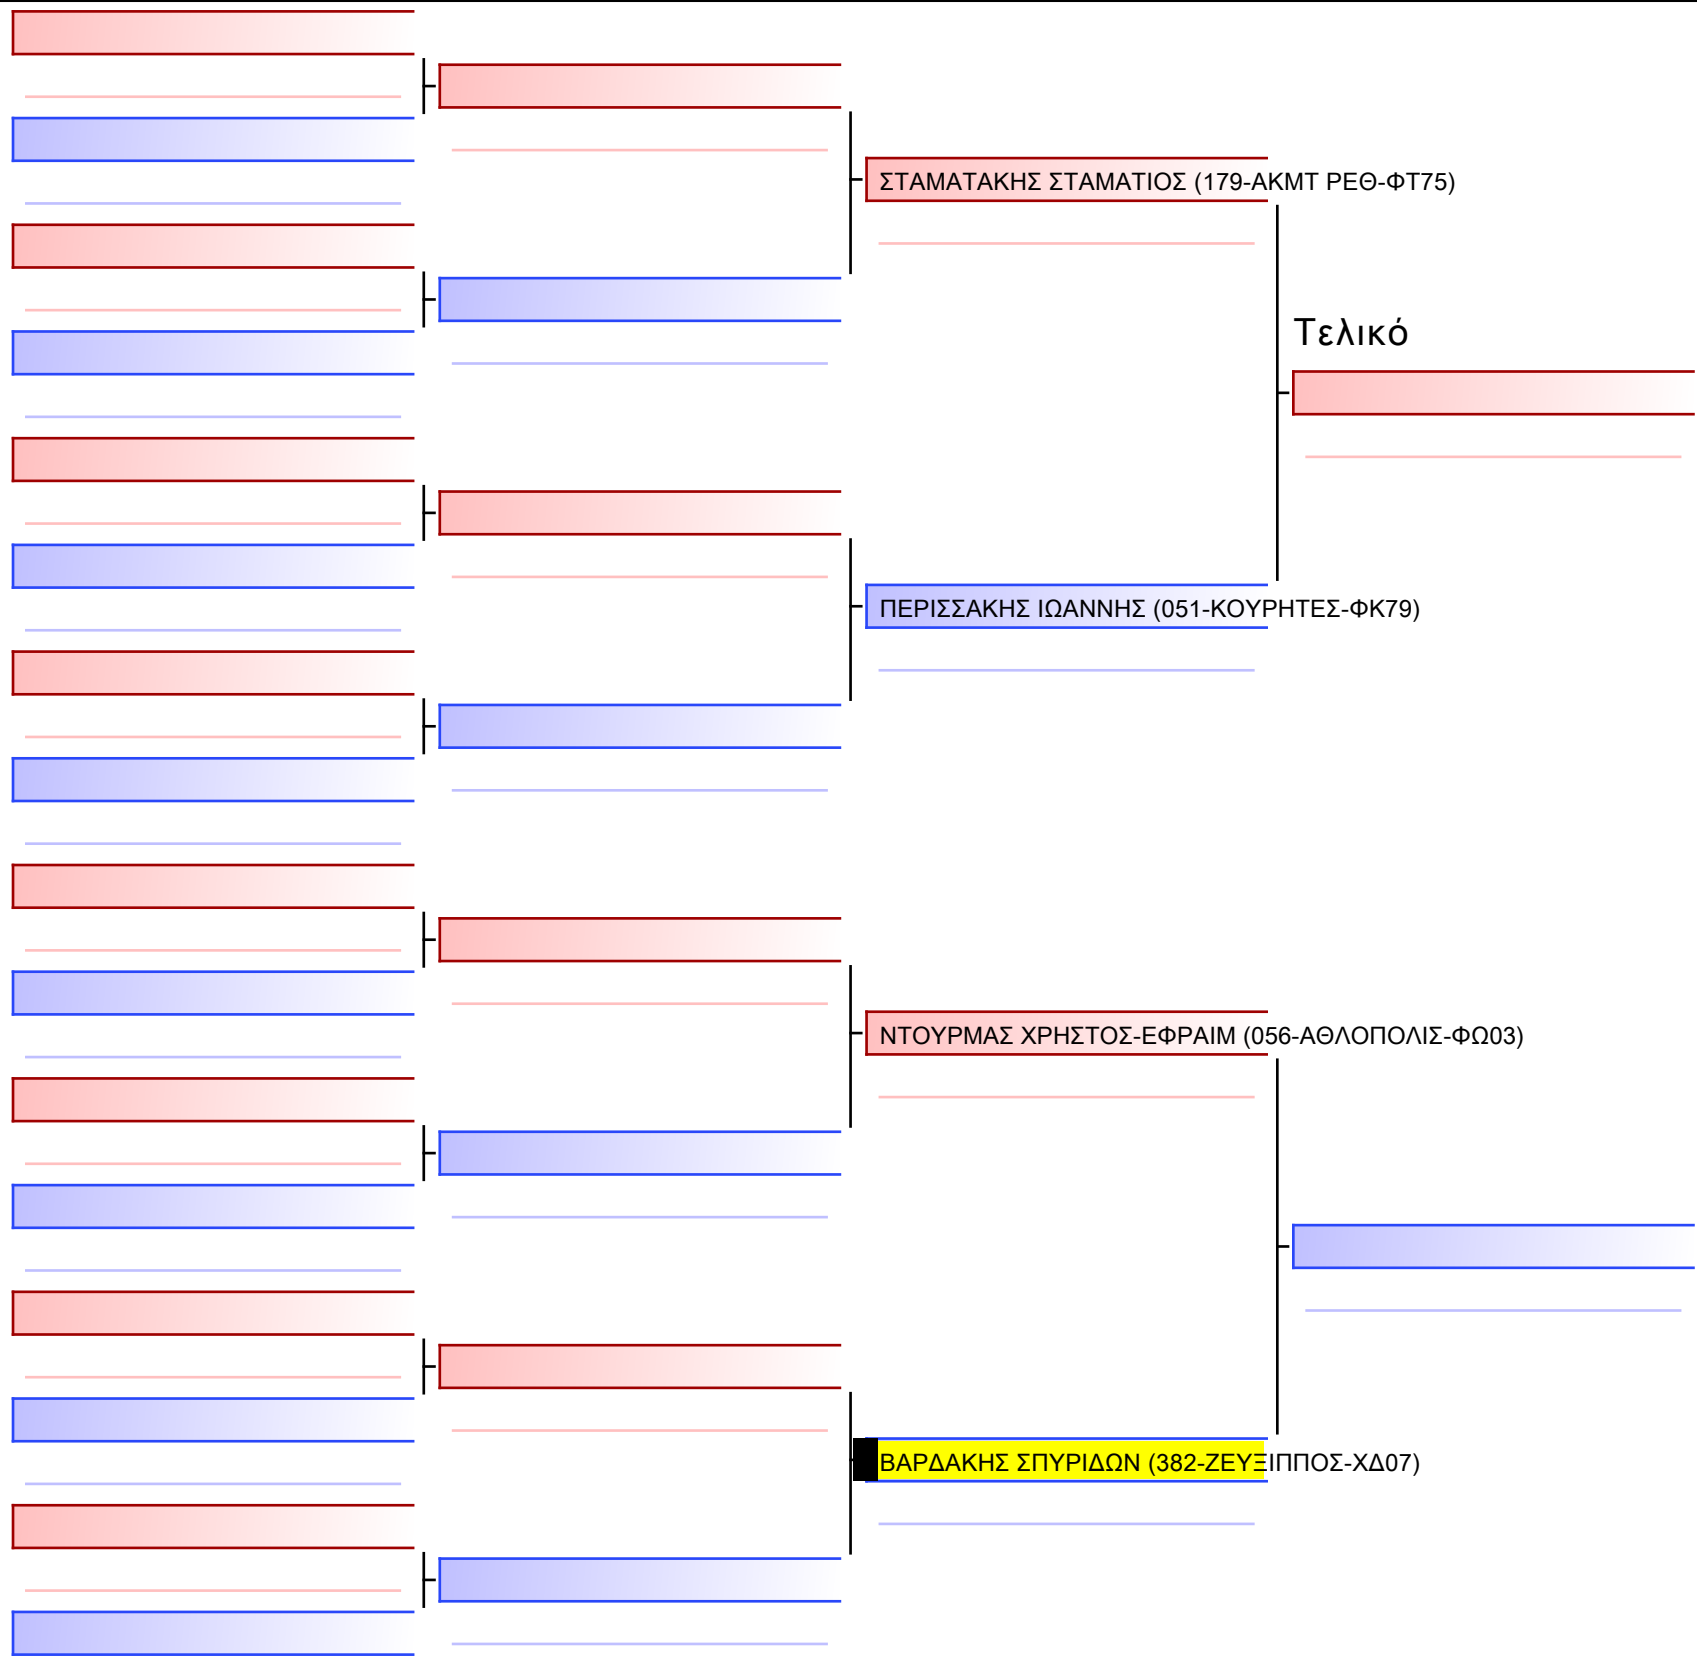 ΣΤΑΜΑΤΑΚΗΣ ΣΤΑΜΑΤΙΟΣ (179-ΑΚΜΤ ΡΕΘ-ΦΤ75)
Τελικό
ΠΕΡΙΣΣΑΚΗΣ ΙΩΑΝΝΗΣ (051-ΚΟΥΡΗΤΕΣ-ΦΚ79)
ΝΤΟΥΡΜΑΣ ΧΡΗΣΤΟΣ-ΕΦΡΑΙΜ (056-ΑΘΛΟΠΟΛΙΣ-ΦΩ03)
ΒΑΡΔΑΚΗΣ ΣΠΥΡΙΔΩΝ (382-ΖΕΥΞΙΠΠΟΣ-ΧΔ07)